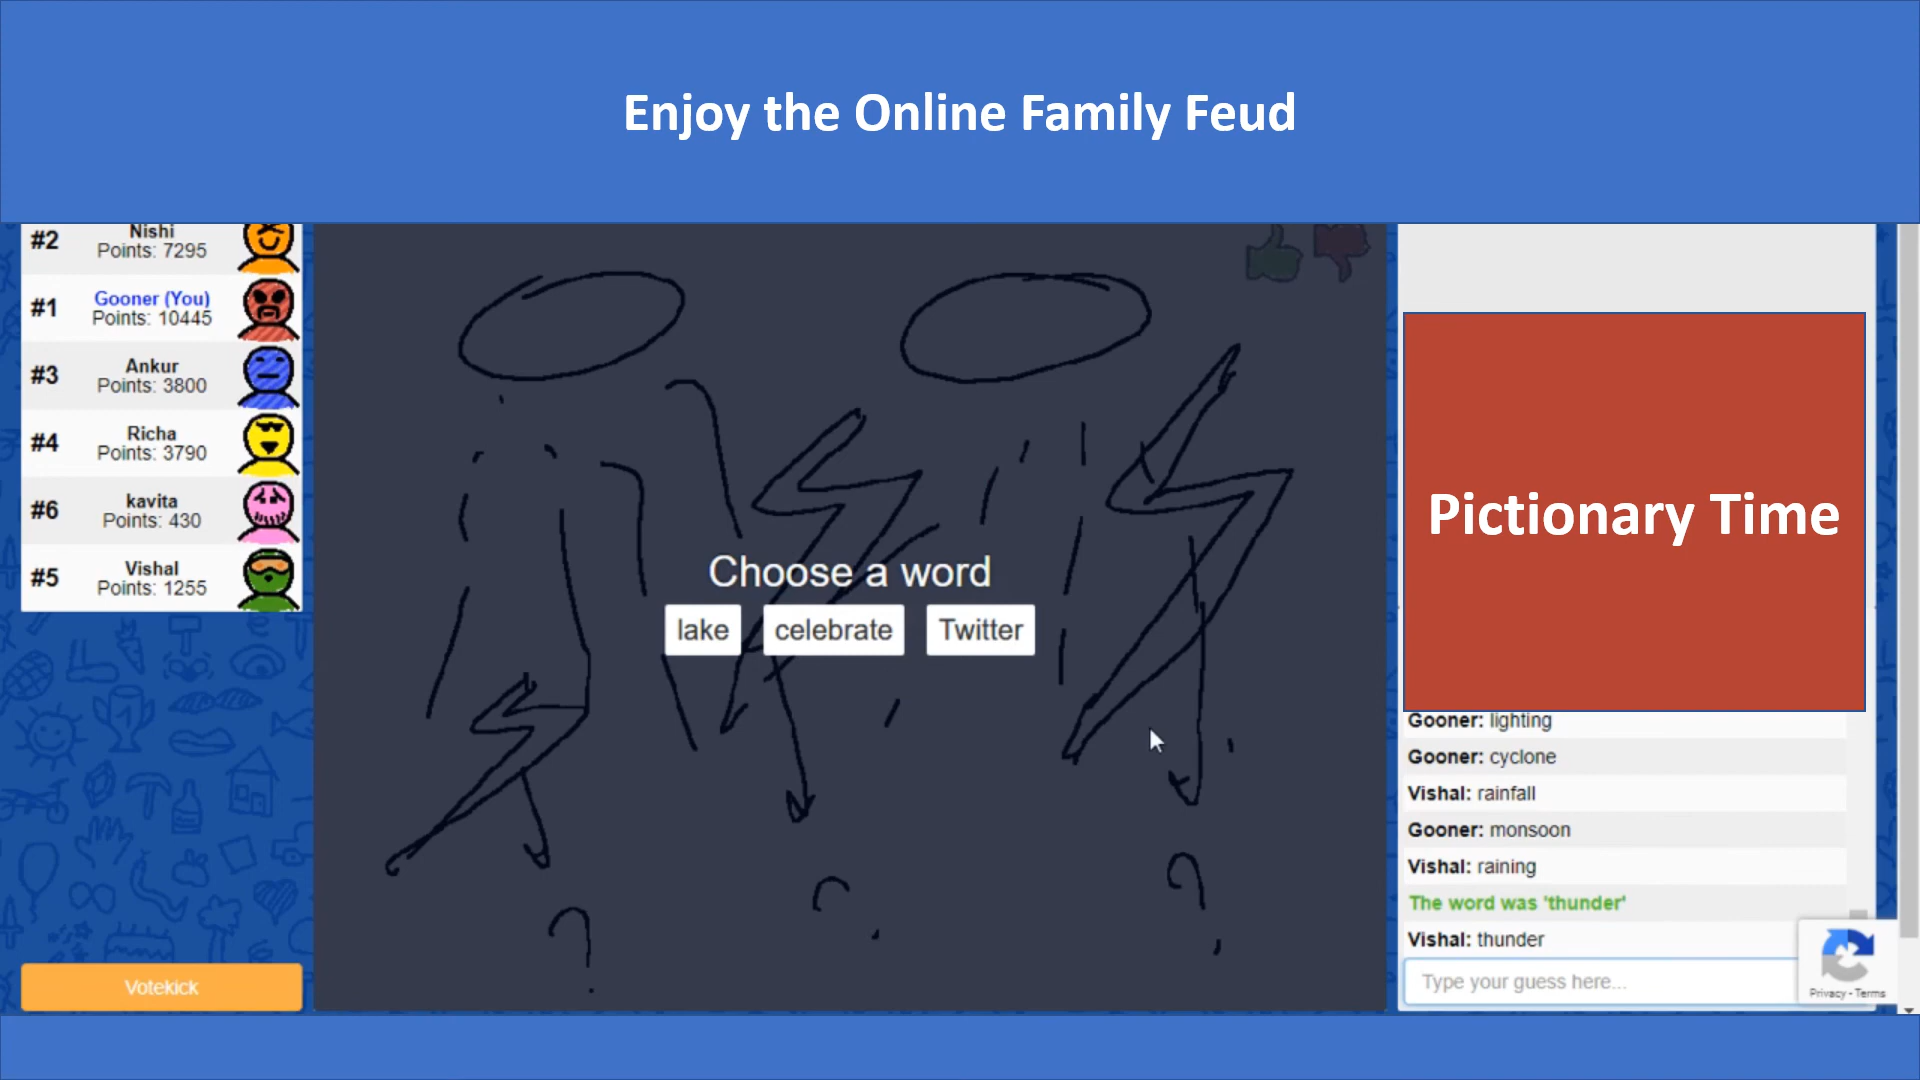 Enjoy the Online Family Feud
#2
Nishi
Points: 7295
#1
Gooner (You)
Points: 10445
#3
Ankur
Points: 3800
#4
Richa
Points: 3790
#6
kavita
Points: 430
#5
Vishal
Points: 1255
Votekick
Choose a word
lake
celebrate
Twitter
? ? ?
Pictionary Time
Gooner: lighting
Gooner: cyclone
Vishal: rainfall
Gooner: monsoon
Vishal: raining
The word was 'thunder'
Vishal: thunder
Type your guess here...
Privacy - Terms